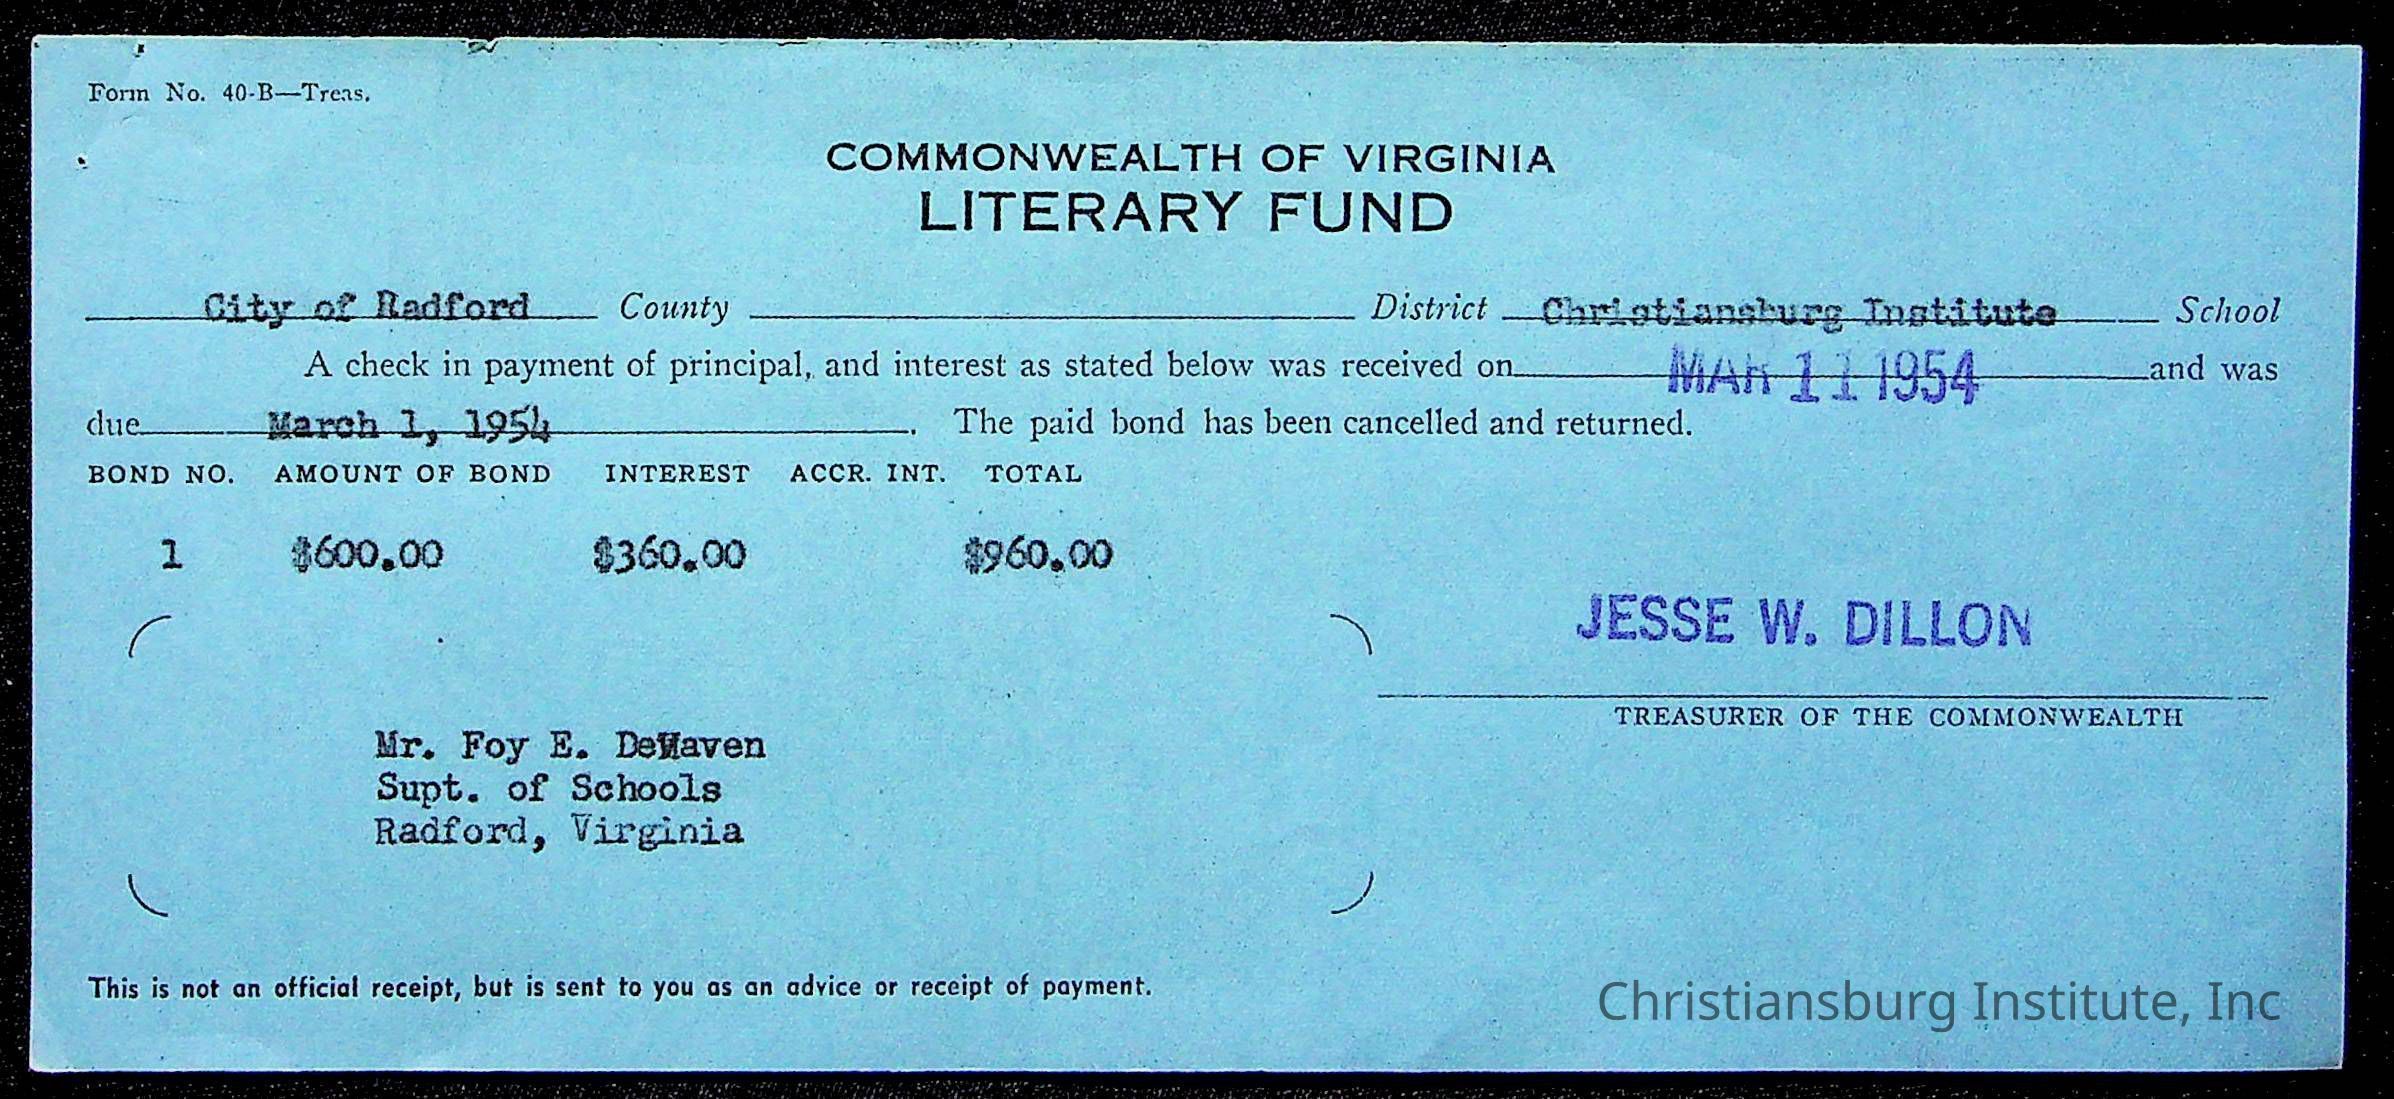 Form No. 40-B—Treas.
COMMONWEALTH OF VIRGINIA
LITERARY FUND
City of Radford County District Christiansburg Institute School
A check in payment of principal, and interest as stated below was received on MAR 11 1954 and was
due March 1, 1954. The paid bond has been cancelled and returned.
BOND NO. AMOUNT OF BOND INTEREST ACCR. INT. TOTAL
1 $600.00 $360.00 $960.00
JESSE W. DILLON
TREASURER OF THE COMMONWEALTH
Mr. Foy E. DeHaven
Supt. of Schools
Radford, Virginia
This is not an official receipt, but is sent to you as an advice or receipt of payment.
Christiansburg Institute, Inc